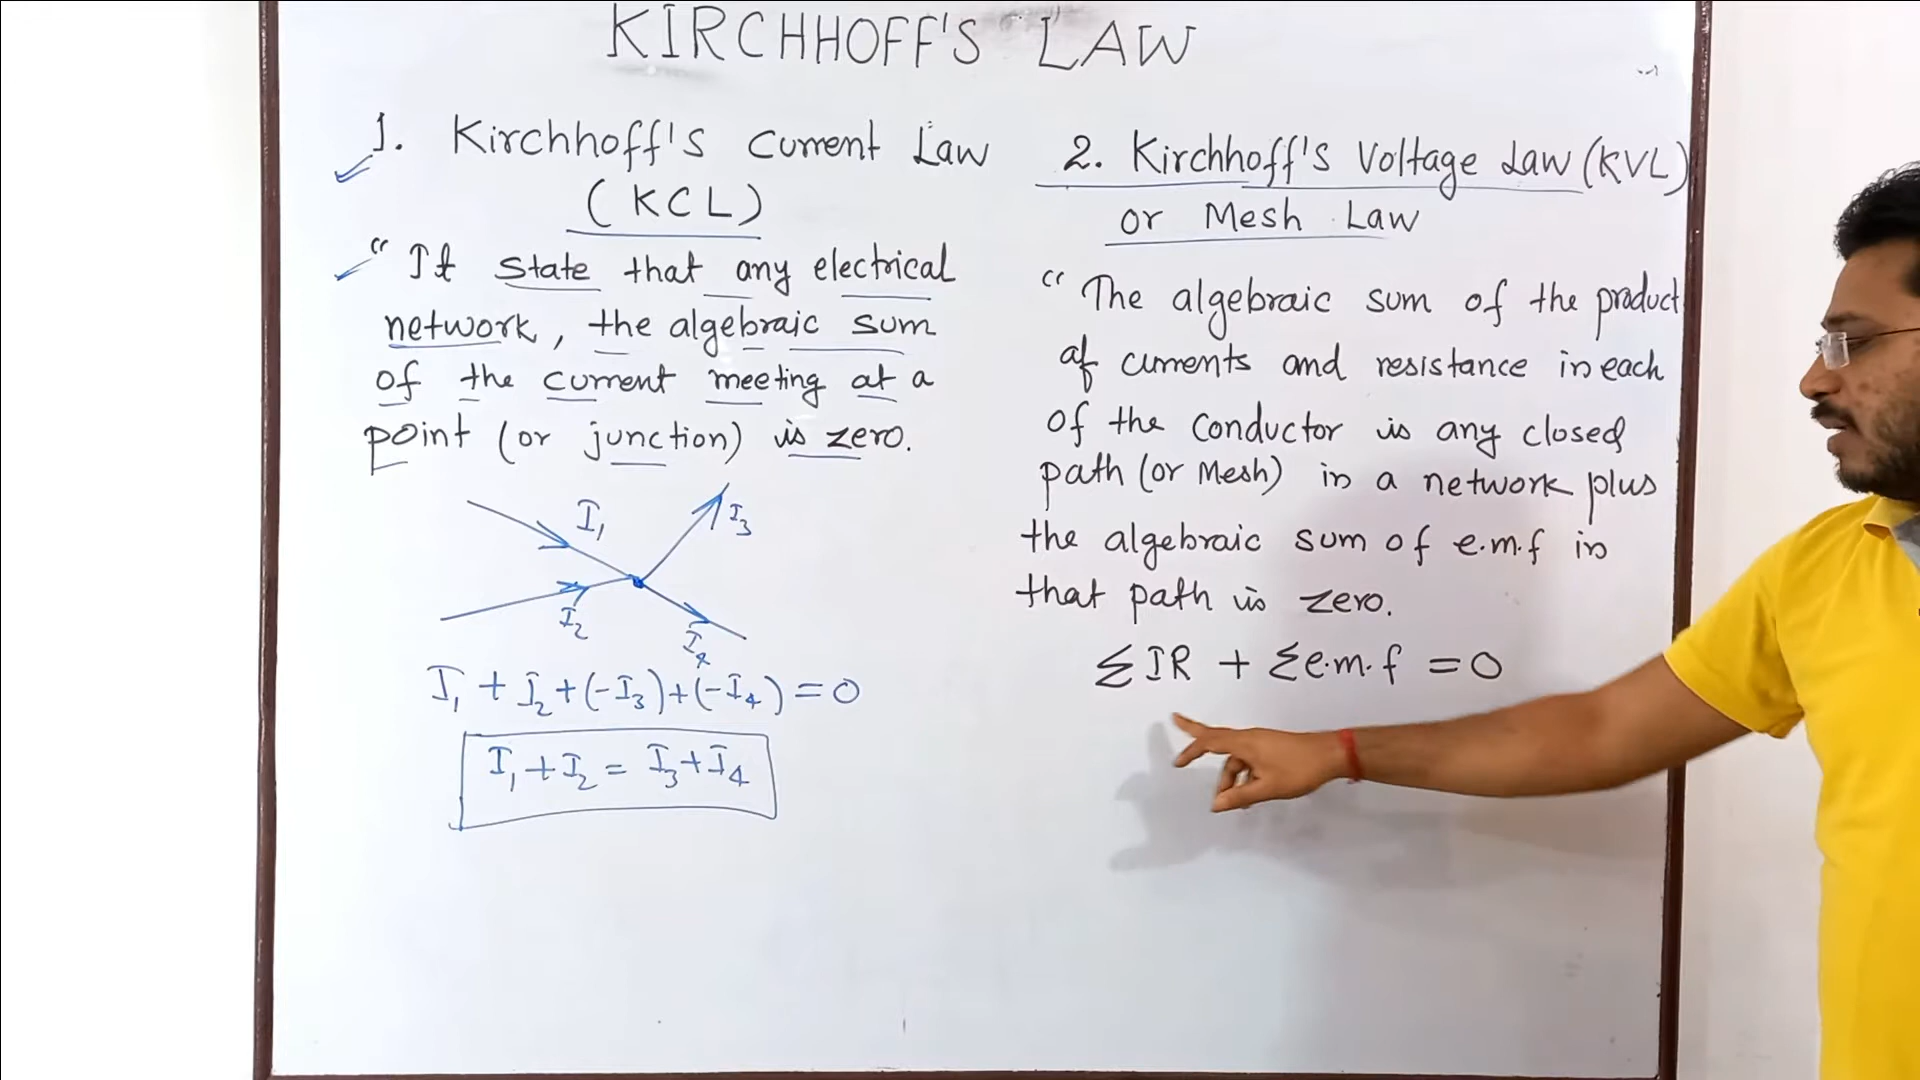 KIRCHHOFF'S LAW
1. Kirchhoff's Current Law
(KCL)
“ It state that any electrical
network, the algebraic sum
of the current meeting at a
point (or junction) is zero.
I₁
I₃
I₂
I₄
I₁ + I₂ + (-I₃) + (-I₄) = 0
I₁ + I₂ = I₃ + I₄
2. Kirchhoff's Voltage Law (KVL)
or Mesh Law
“ The algebraic sum of the product
of currents and resistance in each
of the conductor is any closed
path (or Mesh) in a network plus
the algebraic sum of e.m.f in
that path is zero.
ΣIR + Σe.m.f = 0